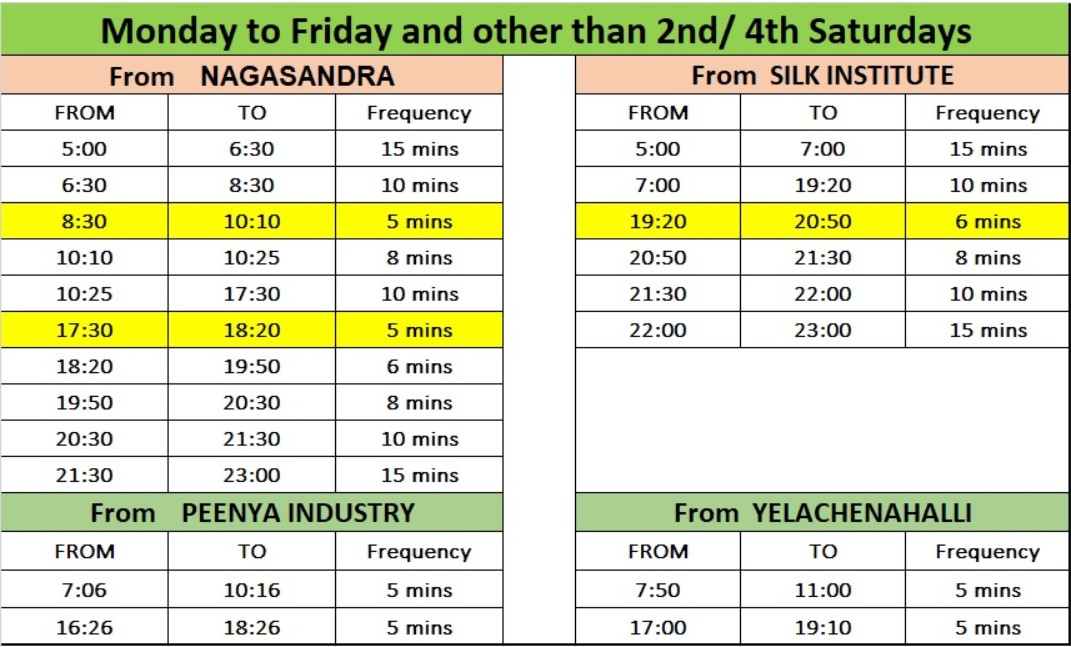 Monday to Friday and other than 2nd/ 4th Saturdays
From NAGASANDRA
FROM TO Frequency
5:00 6:30 15 mins
6:30 8:30 10 mins
8:30 10:10 5 mins
10:10 10:25 8 mins
10:25 17:30 10 mins
17:30 18:20 5 mins
18:20 19:50 6 mins
19:50 20:30 8 mins
20:30 21:30 10 mins
21:30 23:00 15 mins
From SILK INSTITUTE
FROM TO Frequency
5:00 7:00 15 mins
7:00 19:20 10 mins
19:20 20:50 6 mins
20:50 21:30 8 mins
21:30 22:00 10 mins
22:00 23:00 15 mins
From PEENYA INDUSTRY
FROM TO Frequency
7:06 10:16 5 mins
16:26 18:26 5 mins
From YELACHENAHALLI
FROM TO Frequency
7:50 11:00 5 mins
17:00 19:10 5 mins